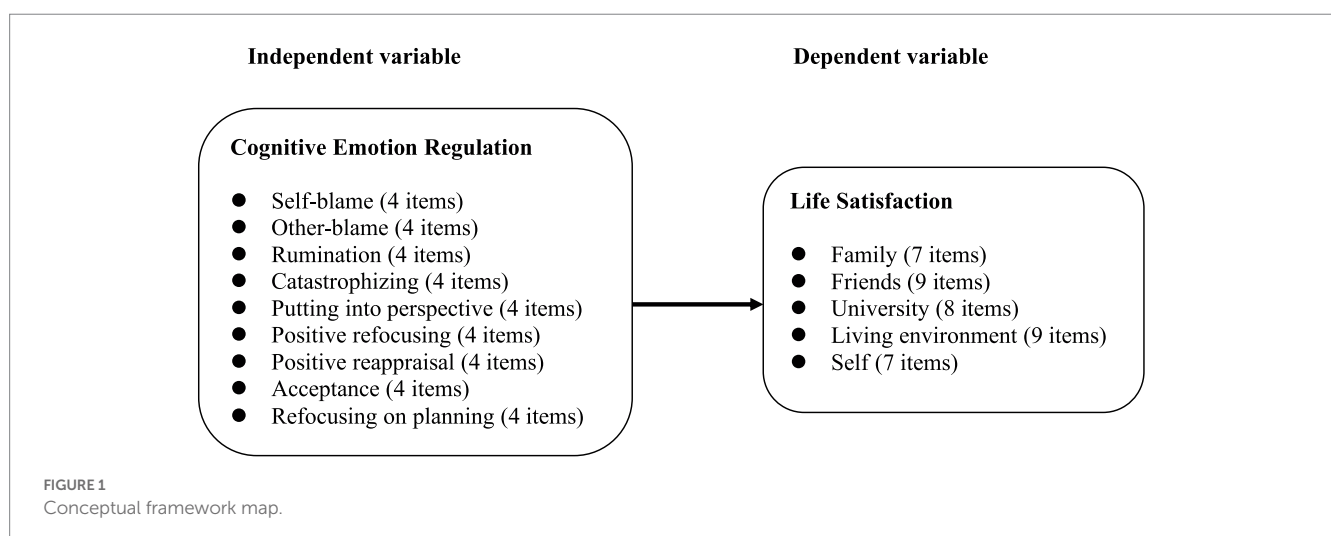 Independent variable
Dependent variable
Cognitive Emotion Regulation
● Self-blame (4 items)
● Other-blame (4 items)
● Rumination (4 items)
● Catastrophizing (4 items)
● Putting into perspective (4 items)
● Positive refocusing (4 items)
● Positive reappraisal (4 items)
● Acceptance (4 items)
● Refocusing on planning (4 items)
Life Satisfaction
● Family (7 items)
● Friends (9 items)
● University (8 items)
● Living environment (9 items)
● Self (7 items)
FIGURE 1
Conceptual framework map.